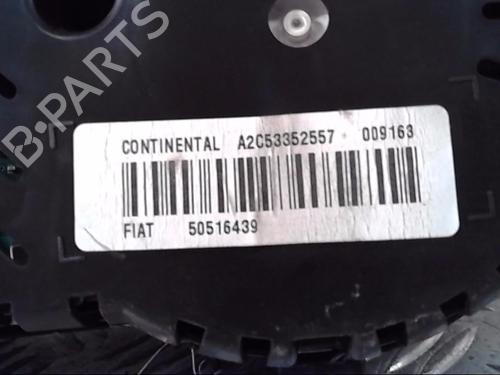 B-PARTS
CONTINENTAL A2C53352557 009163
FIAT 50516439